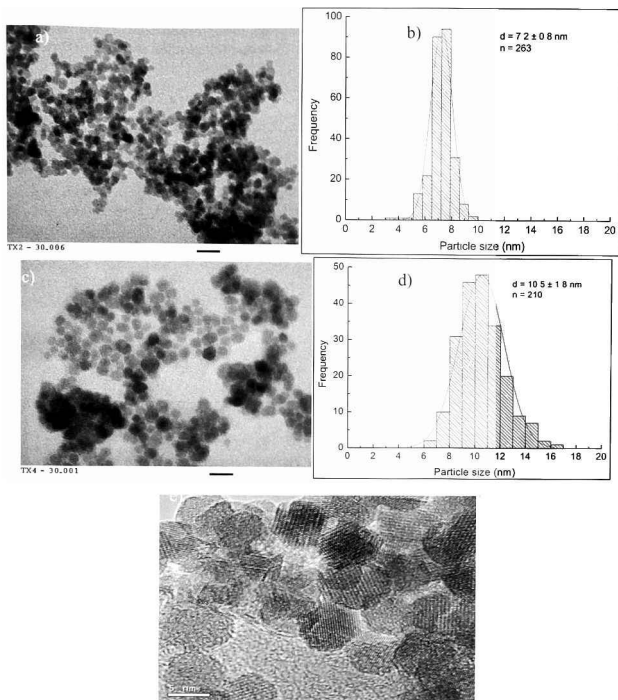 a)
TX2 - 30.006
b)
d = 7 2 ± 0 8 nm
n = 263
Frequency
100
80
60
40
20
0
0 2 4 6 8 10 12 14 16 18 20
Particle size (nm)
c)
TX4 - 30.001
d)
d = 10 5 ± 1 8 nm
n = 210
Frequency
50
40
30
20
10
0
0 2 4 6 8 10 12 14 16 18 20
Particle size (nm)
e)
5 nm